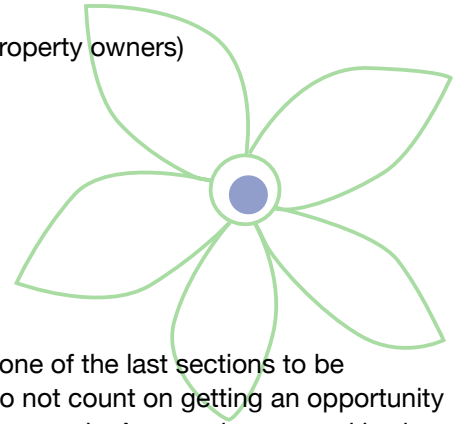 roperty owners)
one of the last sections to be
o not count on getting an opportunity